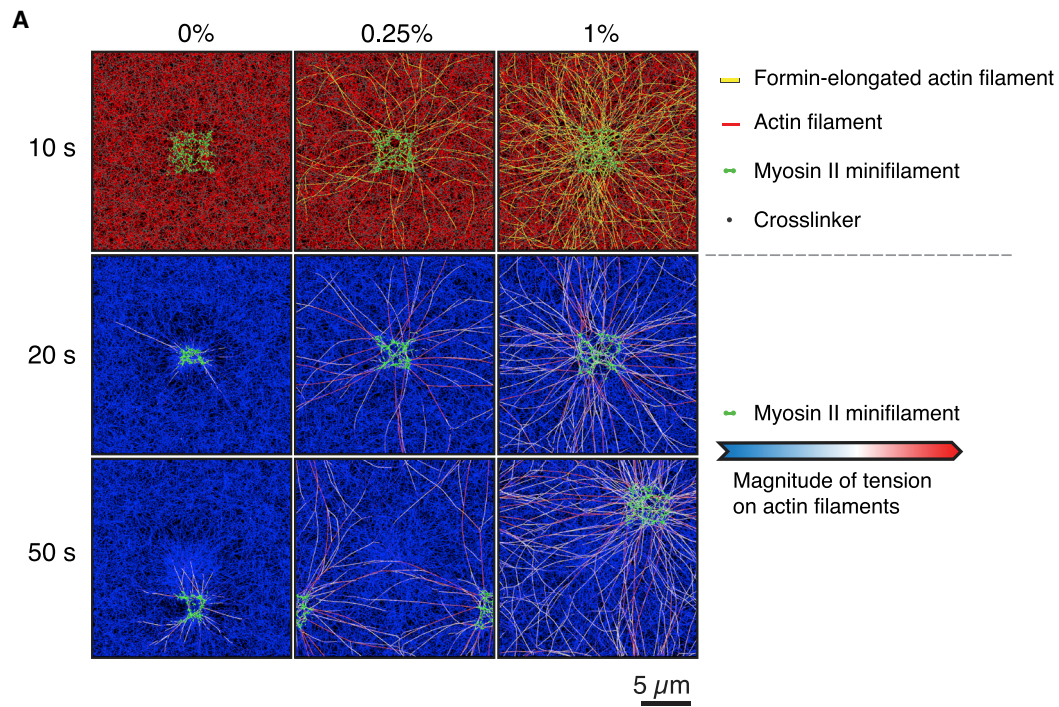 A
0%
0.25%
1%
10 s
20 s
50 s
Formin-elongated actin filament
Actin filament
Myosin II minifilament
Crosslinker
Myosin II minifilament
Magnitude of tension
on actin filaments
5 µm